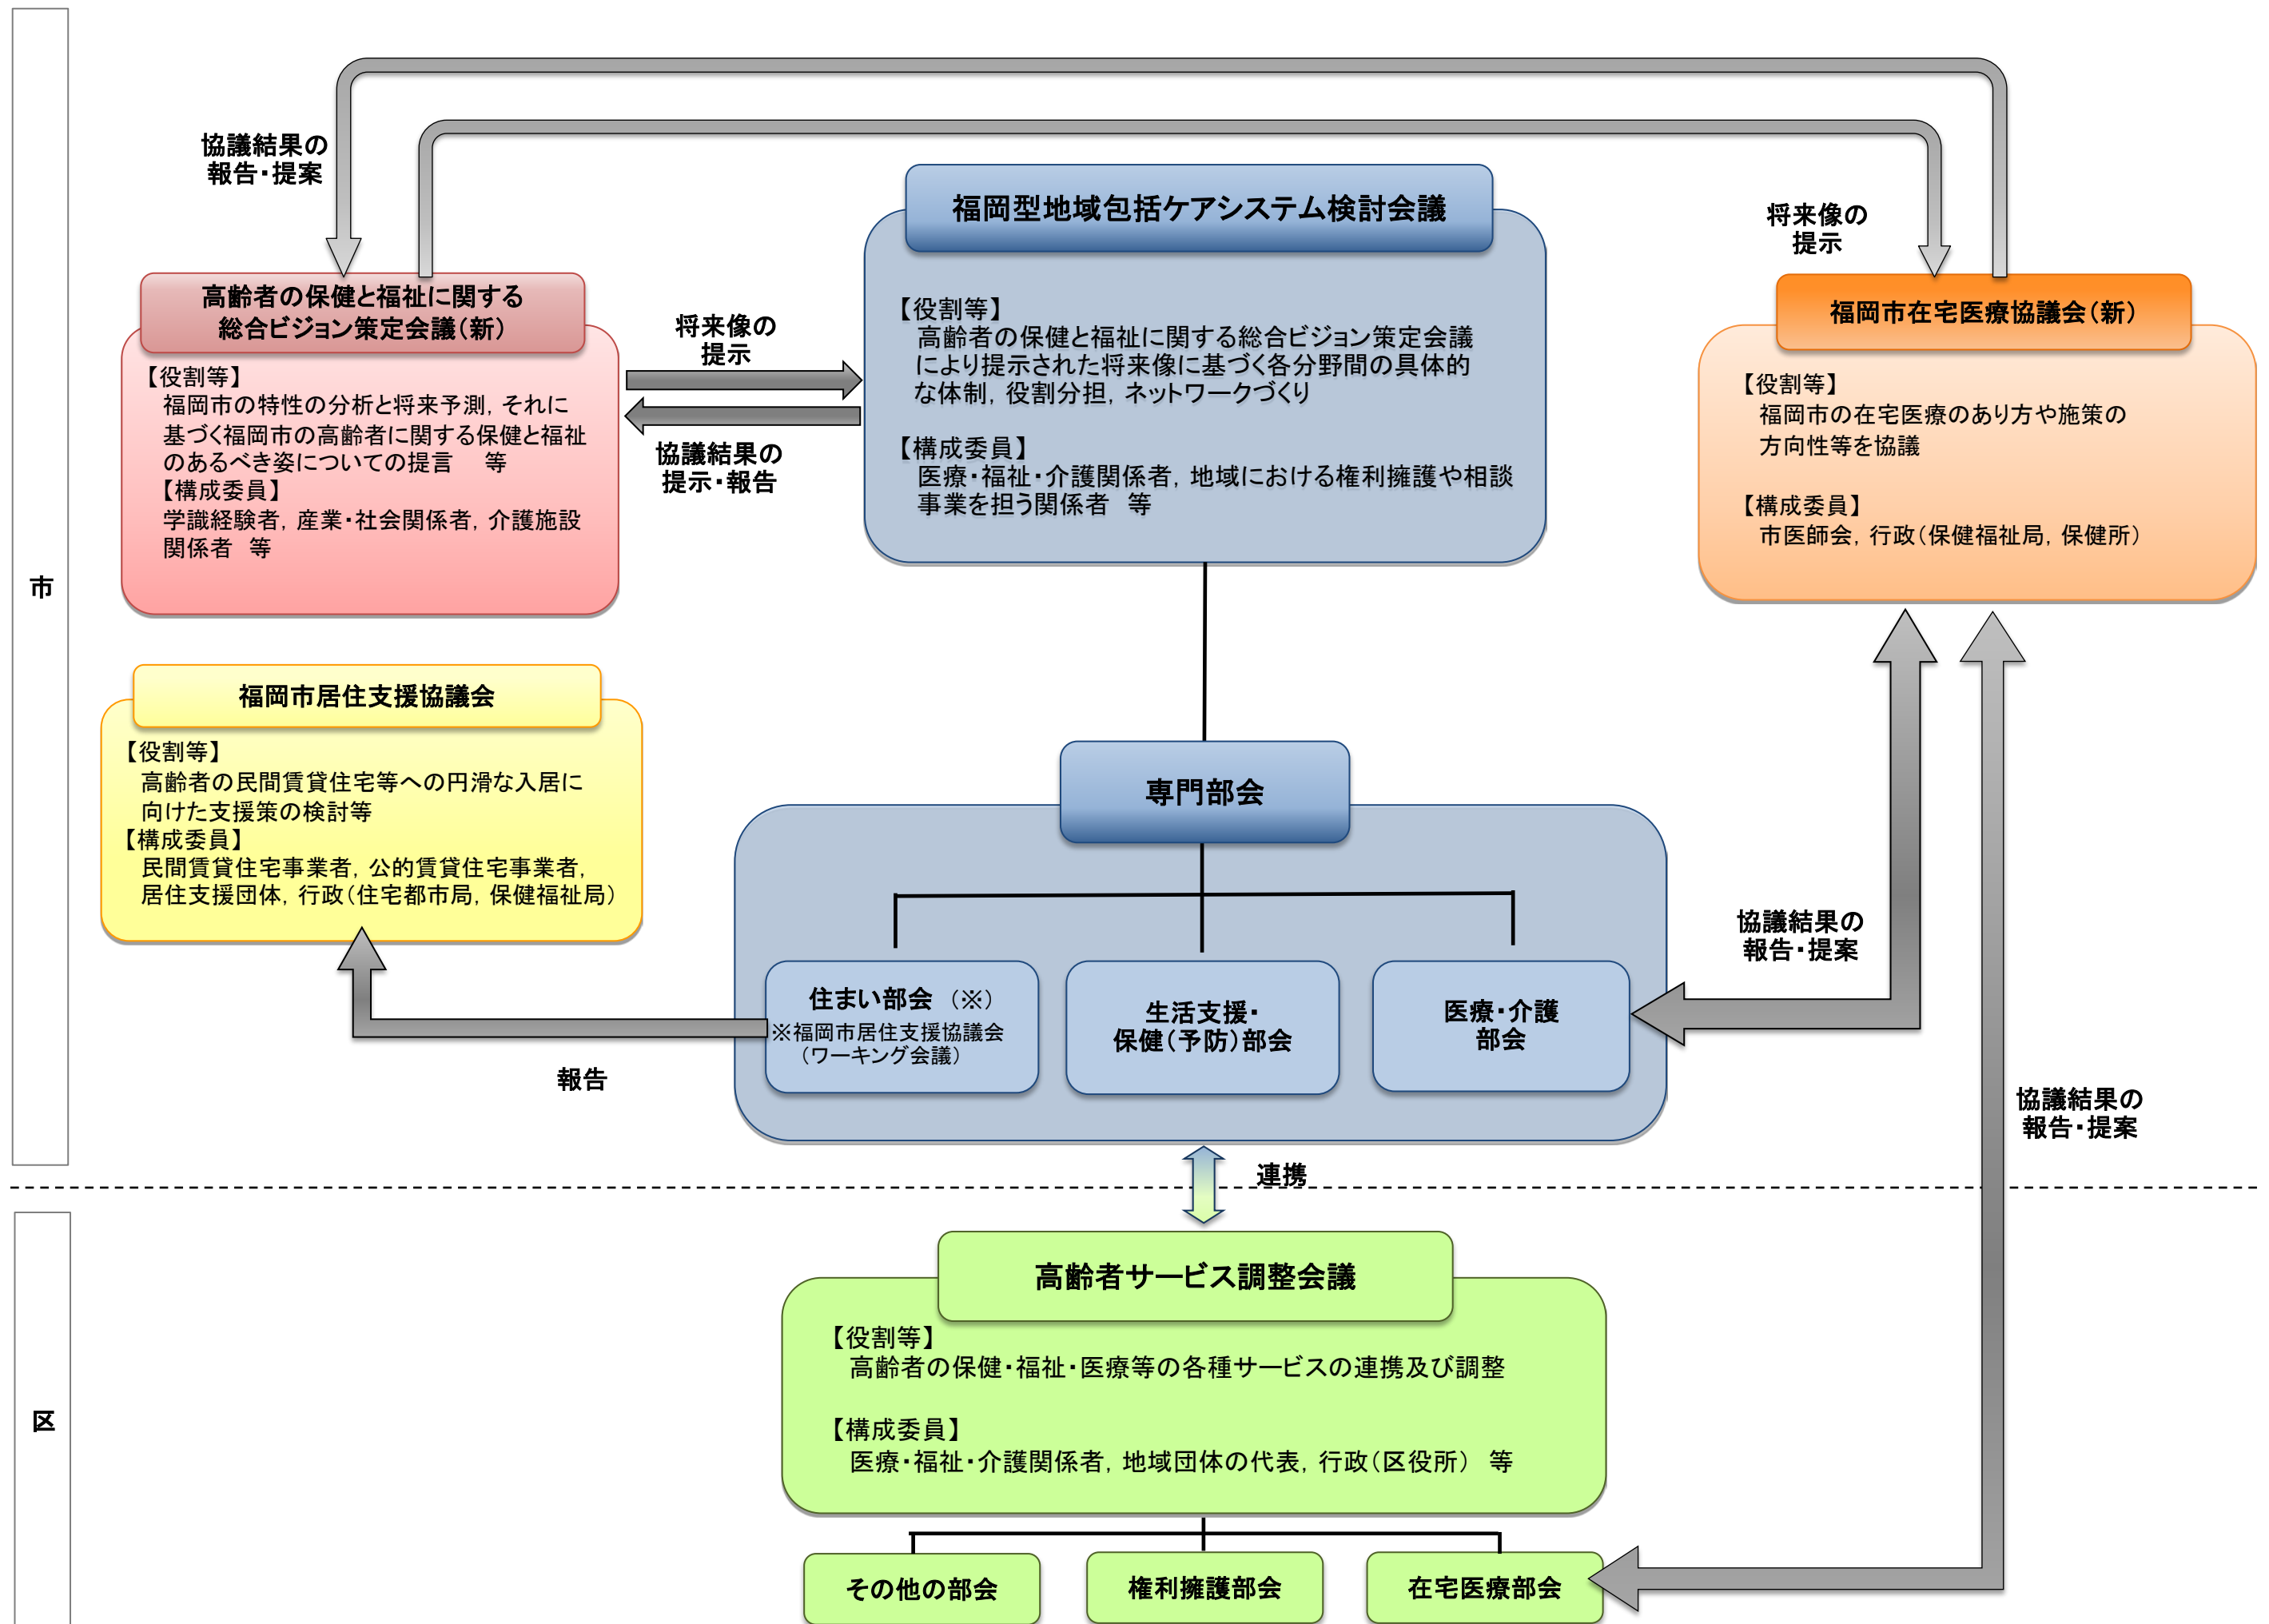 市
協議結果の
報告・提案
将来像の
提示
福岡型地域包括ケアシステム検討会議
【役割等】
高齢者の保健と福祉に関する総合ビジョン策定会議
により提示された将来像に基づく各分野間の具体的
な体制，役割分担，ネットワークづくり
【構成委員】
医療・福祉・介護関係者，地域における権利擁護や相談
事業を担う関係者　等
高齢者の保健と福祉に関する
総合ビジョン策定会議（新）
【役割等】
福岡市の特性の分析と将来予測，それに
基づく福岡市の高齢者に関する保健と福祉
のあるべき姿についての提言　等
【構成委員】
学識経験者，産業・社会関係者，介護施設
関係者　等
将来像の
提示
協議結果の
提示・報告
福岡市在宅医療協議会（新）
【役割等】
福岡市の在宅医療のあり方や施策の
方向性等を協議
【構成委員】
市医師会，行政（保健福祉局，保健所）
福岡市居住支援協議会
【役割等】
高齢者の民間賃貸住宅等への円滑な入居に
向けた支援策の検討等
【構成委員】
民間賃貸住宅事業者，公的賃貸住宅事業者，
居住支援団体，行政（住宅都市局，保健福祉局）
専門部会
住まい部会（※）
※福岡市居住支援協議会
（ワーキング会議）
生活支援・
保健（予防）部会
医療・介護
部会
報告
協議結果の
報告・提案
協議結果の
報告・提案
連携
区
高齢者サービス調整会議
【役割等】
高齢者の保健・福祉・医療等の各種サービスの連携及び調整
【構成委員】
医療・福祉・介護関係者，地域団体の代表，行政（区役所）　等
その他の部会
権利擁護部会
在宅医療部会